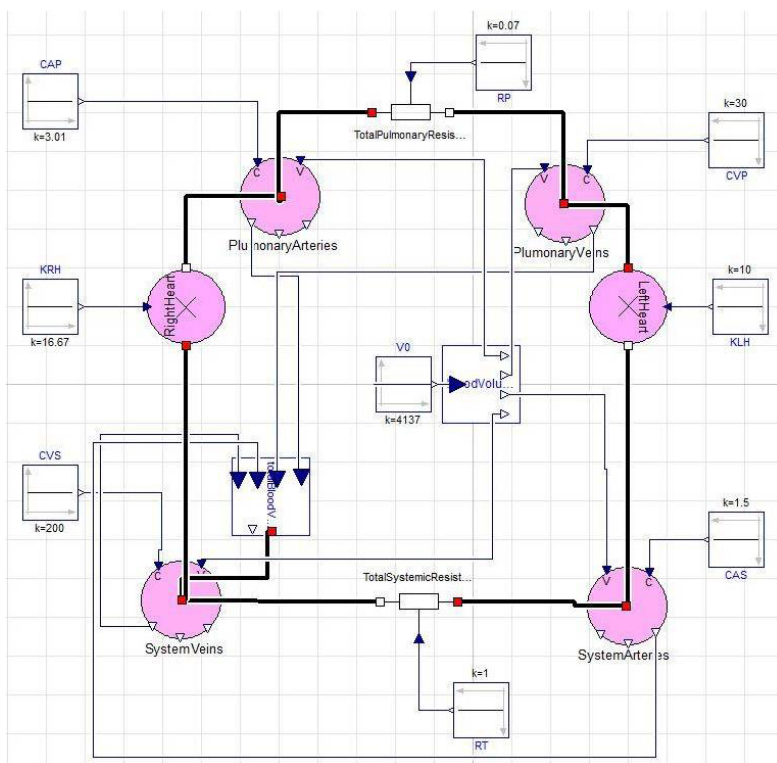 k=0.07
CAP
RP
k=30
k=3.01
TotalPulmonaryResis...
CVP
C
V
V
C
PlumonaryArteries
PlumonaryVeins
KRH
RightHeart
LeftHeart
k=10
k=16.67
V0
KLH
odVolu...
k=4137
CVS
k=200
k=1.5
C
V
TotalSystemicResist...
V
C
CAS
SystemVeins
SystemArteries
k=1
RT